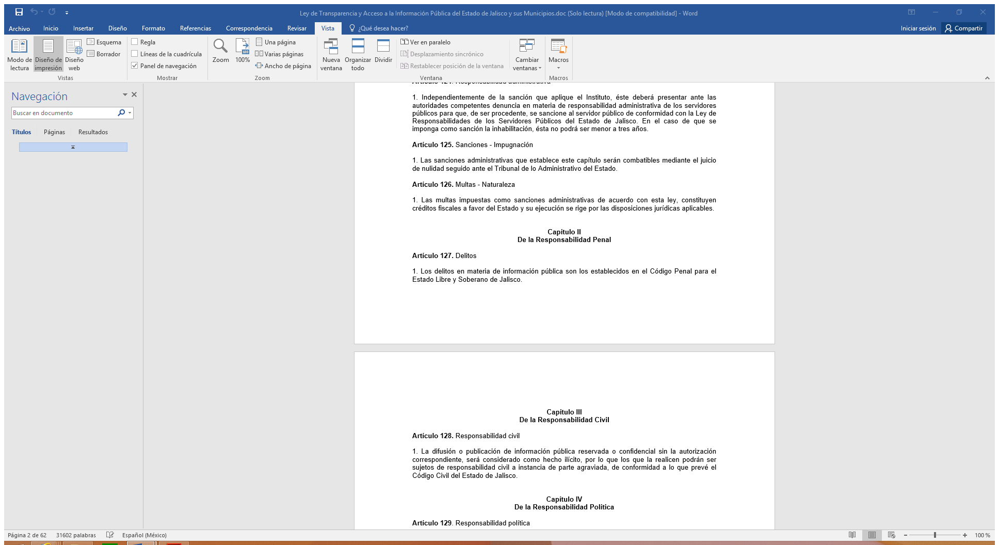 Ley de Transparencia y Acceso a la Información Pública del Estado de Jalisco y sus Municipios.doc (Solo lectura) [Modo de compatibilidad] - Word
Archivo Inicio Insertar Diseño Formato Referencias Correspondencia Revisar Vista ¿Qué desea hacer? Iniciar sesión Compartir
Modo de lectura
Diseño de impresión
Diseño web
Esquema
Borrador
Vistas
Regla
Líneas de la cuadrícula
Panel de navegación
Mostrar
Zoom
100
100%
Una página
Varias páginas
Ancho de página
Zoom
Nueva ventana
Organizar todo
Dividir
Ver en paralelo
Desplazamiento sincrónico
Restablecer posición de la ventana
Ventana
Cambiar ventanas
Macros
Macros
Navegación
Buscar en documento
Títulos Páginas Resultados
Artículo 124. Responsabilidad administrativa
1. Independientemente de la sanción que aplique el Instituto, éste deberá presentar ante las
autoridades competentes denuncia en materia de responsabilidad administrativa de los servidores
públicos para que, de ser procedente, se sancione al servidor público de conformidad con la Ley de
Responsabilidades de los Servidores Públicos del Estado de Jalisco. En el caso de que se
imponga como sanción la inhabilitación, ésta no podrá ser menor a tres años.
Artículo 125. Sanciones - Impugnación
1. Las sanciones administrativas que establece este capítulo serán combatibles mediante el juicio
de nulidad seguido ante el Tribunal de lo Administrativo del Estado.
Artículo 126. Multas - Naturaleza
1. Las multas impuestas como sanciones administrativas de acuerdo con esta ley, constituyen
créditos fiscales a favor del Estado y su ejecución se rige por las disposiciones jurídicas aplicables.
Capítulo II
De la Responsabilidad Penal
Artículo 127. Delitos
1. Los delitos en materia de información pública son los establecidos en el Código Penal para el
Estado Libre y Soberano de Jalisco.
Capítulo III
De la Responsabilidad Civil
Artículo 128. Responsabilidad civil
1. La difusión o publicación de información pública reservada o confidencial sin la autorización
correspondiente, será considerado como hecho ilícito, por lo que los que la realicen podrán ser
sujetos de responsabilidad civil a instancia de parte agraviada, de conformidad a lo que prevé el
Código Civil del Estado de Jalisco.
Capítulo IV
De la Responsabilidad Política
Artículo 129. Responsabilidad política
Página 2 de 62 31602 palabras Español (México) 100 %